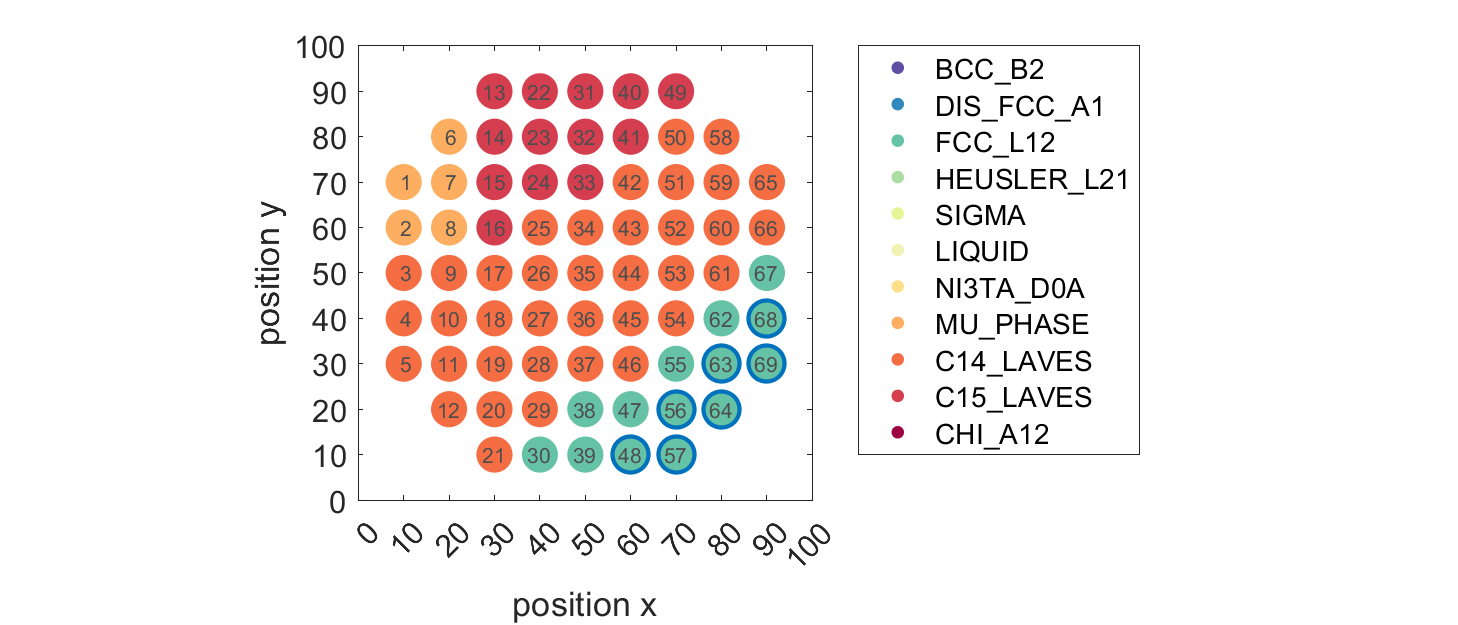 100
90
80
70
60
50
40
30
20
10
0
position y
13 22 31 40 49
6 14 23 32 41 50 58
1 7 15 24 33 42 51 59 65
2 8 16 25 34 43 52 60 66
3 9 17 26 35 44 53 61 67
4 10 18 27 36 45 54 62 68
5 11 19 28 37 46 55 63 69
12 20 29 38 47 56 64
21 30 39 48 57
0 10 20 30 40 50 60 70 80 90 100
position x
BCC_B2
DIS_FCC_A1
FCC_L12
HEUSLER_L21
SIGMA
LIQUID
NI3TA_D0A
MU_PHASE
C14_LAVES
C15_LAVES
CHI_A12